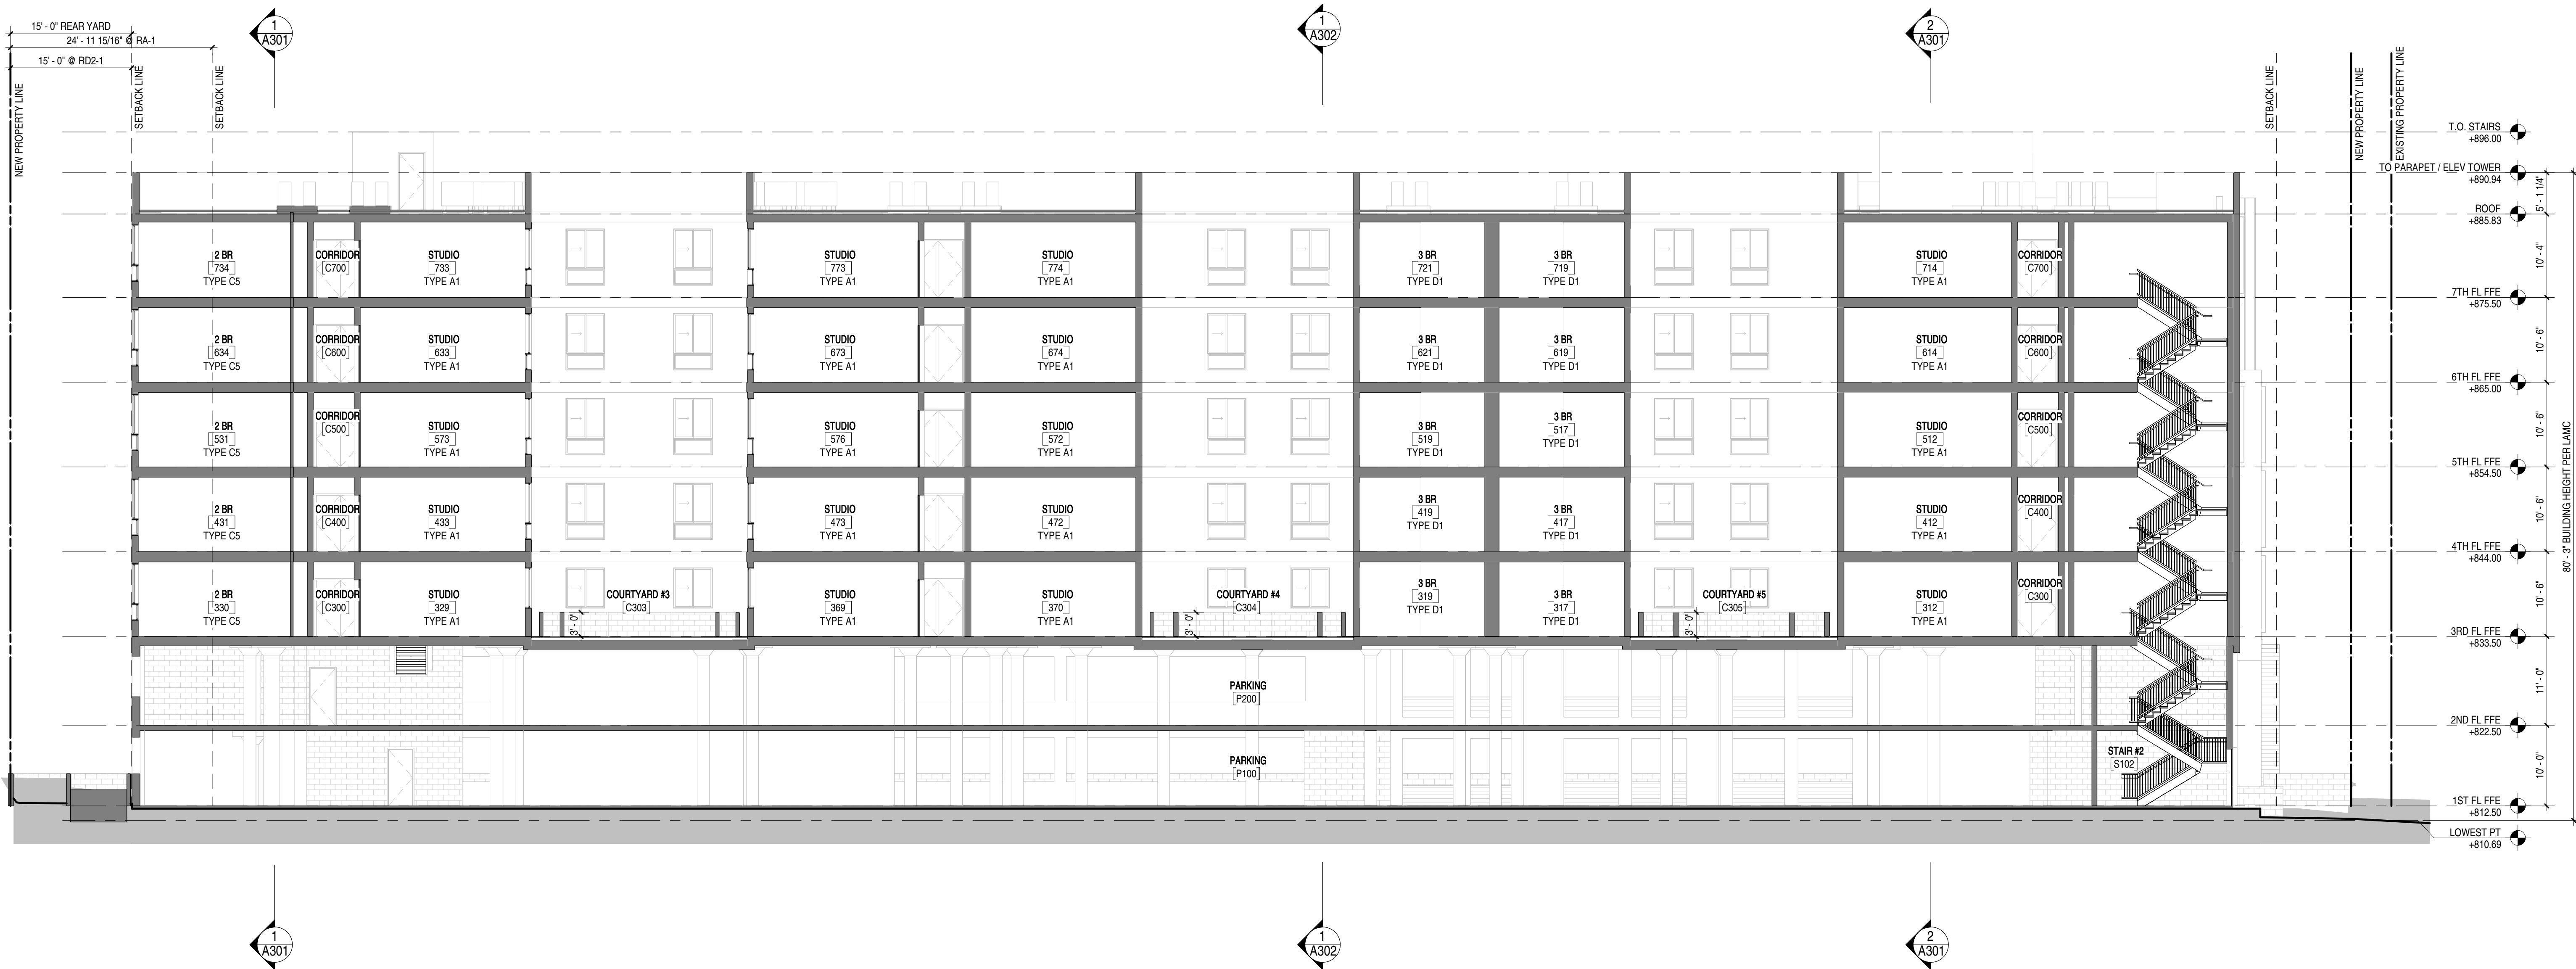 1
A301
1
A302
2
A301
15' - 0" REAR YARD
24' - 11 15/16" @ RA-1
15' - 0" @ RD2-1
NEW PROPERTY LINE
SETBACK LINE
SETBACK LINE
SETBACK LINE
NEW PROPERTY LINE
EXISTING PROPERTY LINE
T.O. STAIRS
+896.00
TO PARAPET / ELEV TOWER
+890.94
5' - 1 1/4"
ROOF
+885.83
2 BR
734
TYPE C5
CORRIDOR
C700
STUDIO
733
TYPE A1
STUDIO
773
TYPE A1
STUDIO
774
TYPE A1
3 BR
721
TYPE D1
3 BR
719
TYPE D1
STUDIO
714
TYPE A1
CORRIDOR
C700
10' - 4"
7TH FL FFE
+875.50
2 BR
634
TYPE C5
CORRIDOR
C600
STUDIO
633
TYPE A1
STUDIO
673
TYPE A1
STUDIO
674
TYPE A1
3 BR
621
TYPE D1
3 BR
619
TYPE D1
STUDIO
614
TYPE A1
CORRIDOR
C600
10' - 6"
6TH FL FFE
+865.00
2 BR
531
TYPE C5
CORRIDOR
C500
STUDIO
573
TYPE A1
STUDIO
576
TYPE A1
STUDIO
572
TYPE A1
3 BR
519
TYPE D1
3 BR
517
TYPE D1
STUDIO
512
TYPE A1
CORRIDOR
C500
10' - 6"
5TH FL FFE
+854.50
2 BR
431
TYPE C5
CORRIDOR
C400
STUDIO
433
TYPE A1
STUDIO
473
TYPE A1
STUDIO
472
TYPE A1
3 BR
419
TYPE D1
3 BR
417
TYPE D1
STUDIO
412
TYPE A1
CORRIDOR
C400
10' - 6"
4TH FL FFE
+844.00
2 BR
330
TYPE C5
CORRIDOR
C300
STUDIO
329
TYPE A1
COURTYARD #3
C303
3' - 0"
STUDIO
369
TYPE A1
STUDIO
370
TYPE A1
COURTYARD #4
C304
3' - 0"
3 BR
319
TYPE D1
3 BR
317
TYPE D1
COURTYARD #5
C305
3' - 0"
STUDIO
312
TYPE A1
CORRIDOR
C300
10' - 6"
3RD FL FFE
+833.50
PARKING
P200
11' - 0"
2ND FL FFE
+822.50
PARKING
P100
STAIR #2
S102
10' - 0"
1ST FL FFE
+812.50
LOWEST PT
+810.69
80' - 3" BUILDING HEIGHT PER LAMC
1
A301
1
A302
2
A301